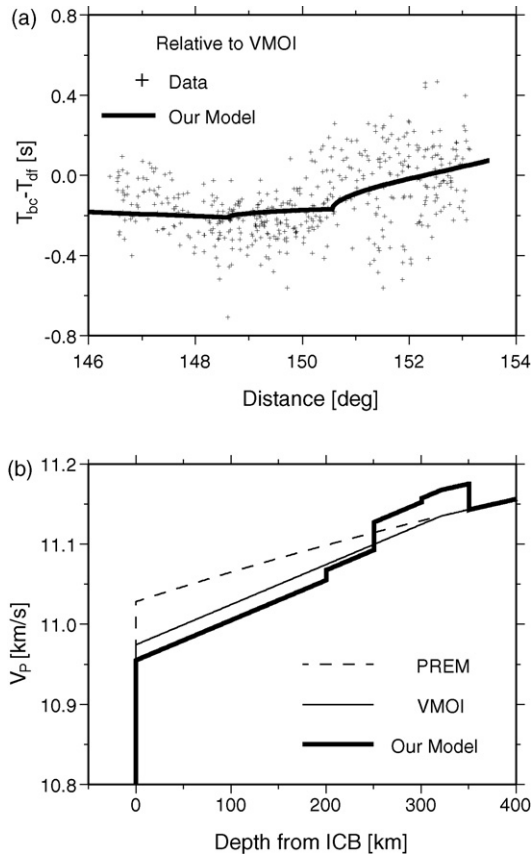 (a)
Relative to VMOI
Data
Our Model
T_bc-T_df [s]
0.8
0.4
0.0
-0.4
-0.8
146 148 150 152 154
Distance [deg]
(b)
V_P [km/s]
11.2
11.1
11.0
10.9
10.8
PREM
VMOI
Our Model
0 100 200 300 400
Depth from ICB [km]